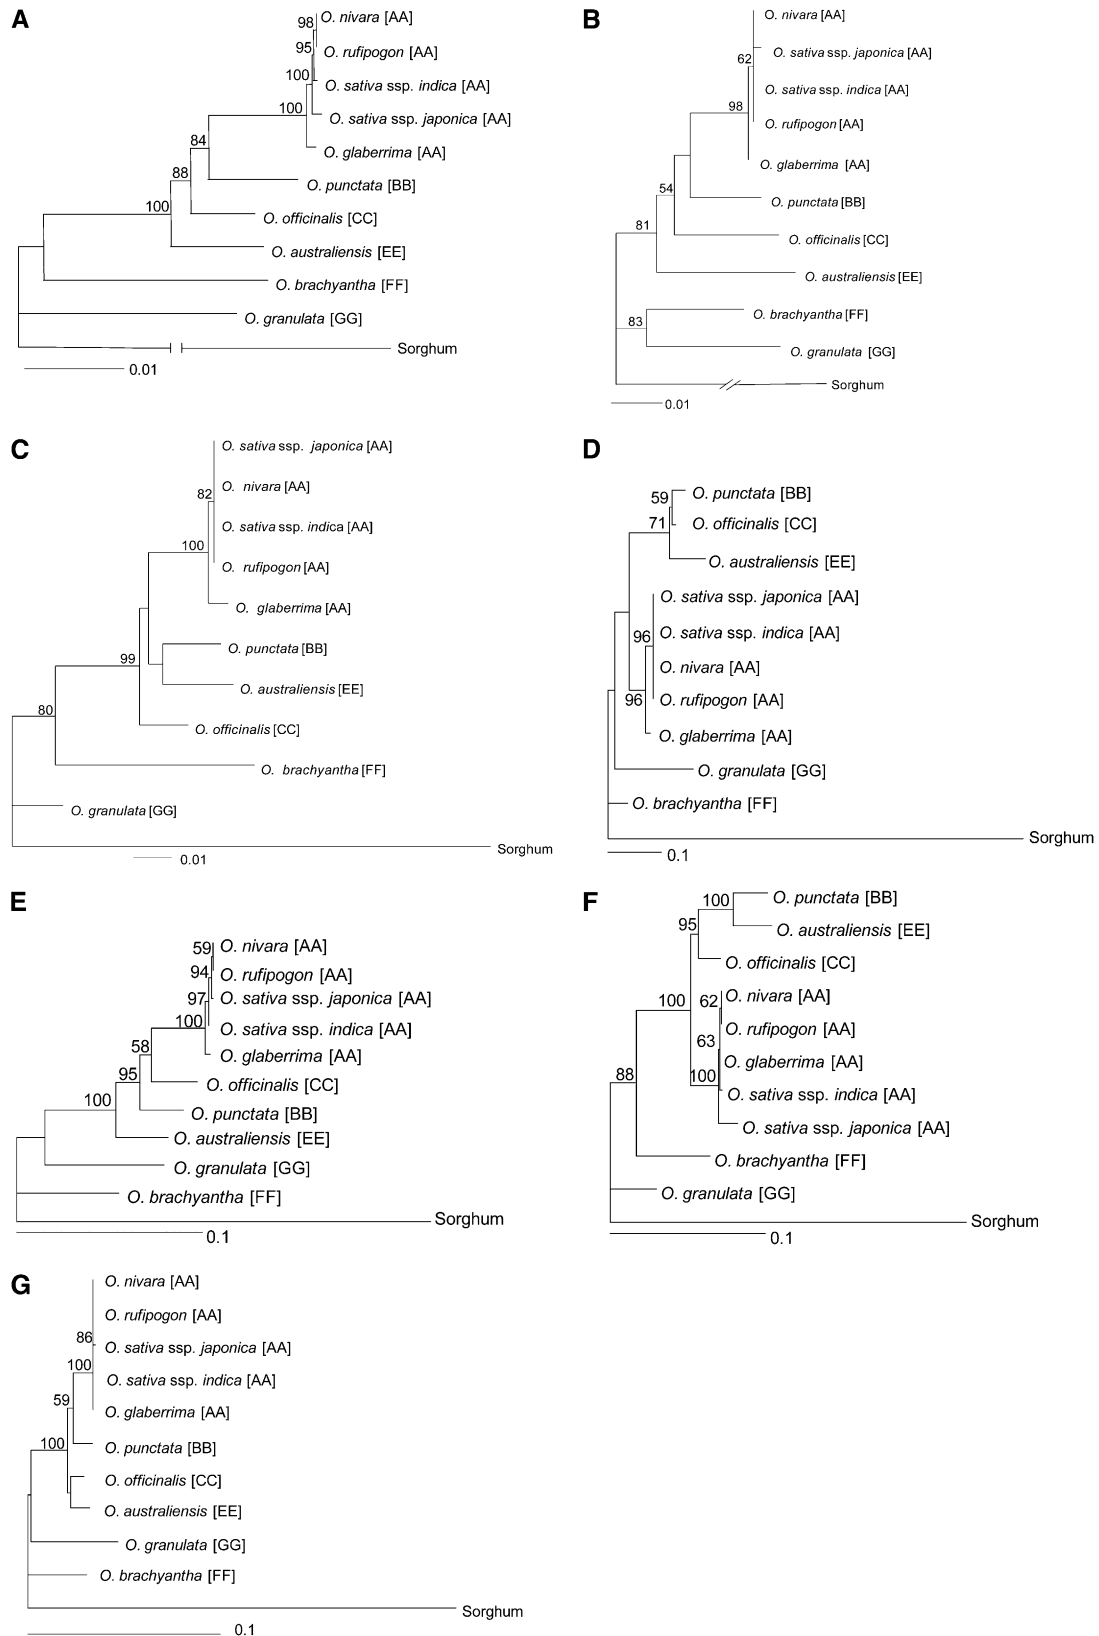 A
98
O. nivara [AA]
95
O. rufipogon [AA]
100
O. sativa ssp. indica [AA]
100
O. sativa ssp. japonica [AA]
84
O. glaberrima [AA]
88
O. punctata [BB]
100
O. officinalis [CC]
O. australiensis [EE]
O. brachyantha [FF]
O. granulata [GG]
Sorghum
0.01
B
O. nivara [AA]
62
O. sativa ssp. japonica [AA]
O. sativa ssp. indica [AA]
98
O. rufipogon [AA]
O. glaberrima [AA]
54
O. punctata [BB]
81
O. officinalis [CC]
O. australiensis [EE]
O. brachyantha [FF]
83
O. granulata [GG]
Sorghum
0.01
C
O. sativa ssp. japonica [AA]
O. nivara [AA]
82
O. sativa ssp. indica [AA]
100
O. rufipogon [AA]
O. glaberrima [AA]
O. punctata [BB]
99
O. australiensis [EE]
80
O. officinalis [CC]
O. brachyantha [FF]
O. granulata [GG]
Sorghum
0.01
D
59
O. punctata [BB]
71
O. officinalis [CC]
O. australiensis [EE]
O. sativa ssp. japonica [AA]
96
O. sativa ssp. indica [AA]
O. nivara [AA]
96
O. rufipogon [AA]
O. glaberrima [AA]
O. granulata [GG]
O. brachyantha [FF]
Sorghum
0.1
E
59
O. nivara [AA]
94
O. rufipogon [AA]
97
O. sativa ssp. japonica [AA]
100
O. sativa ssp. indica [AA]
58
O. glaberrima [AA]
95
O. officinalis [CC]
100
O. punctata [BB]
O. australiensis [EE]
O. granulata [GG]
O. brachyantha [FF]
Sorghum
0.1
F
100
O. punctata [BB]
95
O. australiensis [EE]
O. officinalis [CC]
100
62
O. nivara [AA]
O. rufipogon [AA]
63
O. glaberrima [AA]
88
100
O. sativa ssp. indica [AA]
O. sativa ssp. japonica [AA]
O. brachyantha [FF]
O. granulata [GG]
Sorghum
0.1
G
O. nivara [AA]
O. rufipogon [AA]
86
O. sativa ssp. japonica [AA]
100
O. sativa ssp. indica [AA]
59
O. glaberrima [AA]
100
O. punctata [BB]
O. officinalis [CC]
O. australiensis [EE]
O. granulata [GG]
O. brachyantha [FF]
Sorghum
0.1